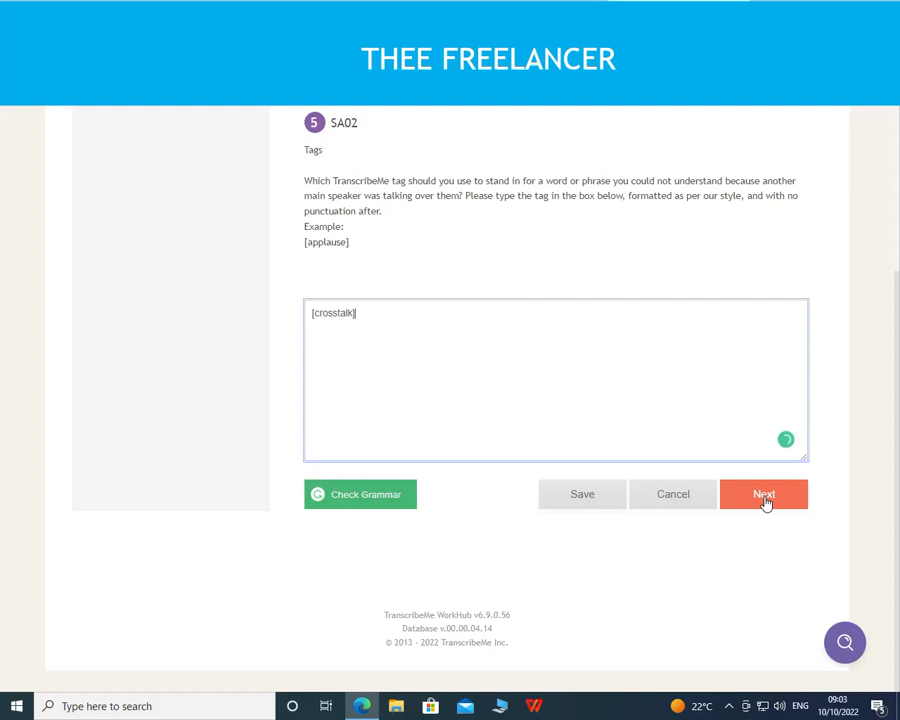 THEE FREELANCER
5 SA02
Tags
Which TranscribeMe tag should you use to stand in for a word or phrase you could not understand because another
main speaker was talking over them? Please type the tag in the box below, formatted as per our style, and with no
punctuation after.
Example:
[applause]
[crosstalk]
Check Grammar
Save
Cancel
Next
TranscribeMe WorkHub v6.9.0.56
Database v.00.00.04.14
© 2013 - 2022 TranscribeMe Inc.
Type here to search
22°C
ENG
09:03
10/10/2022
5